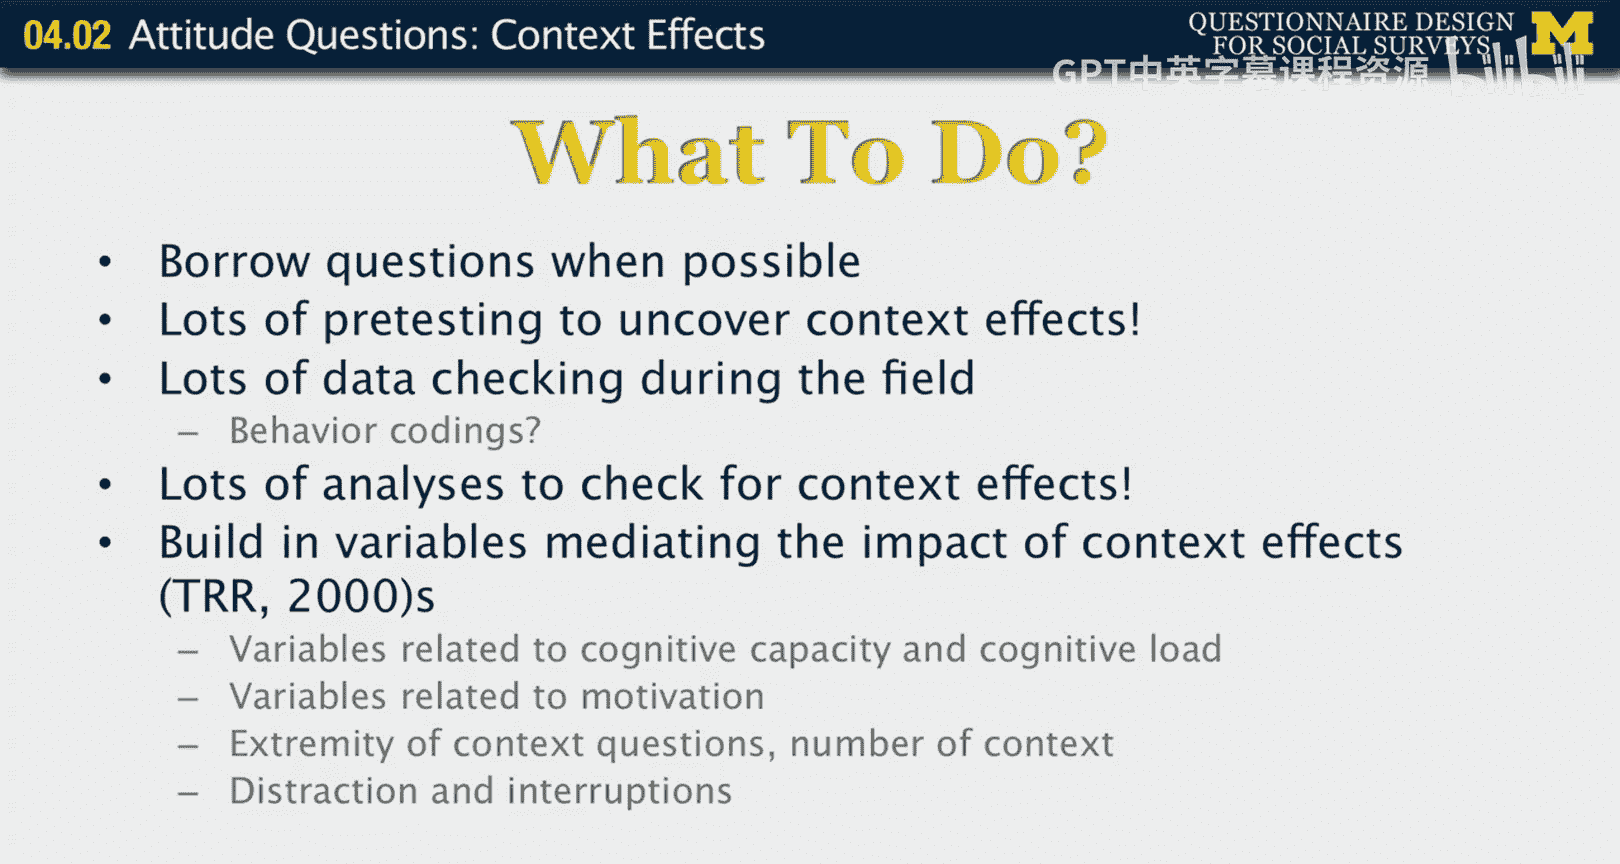 04.02 Attitude Questions: Context Effects
QUESTIONNAIRE DESIGN
FOR SOCIAL SURVEYS
M
GPT中英字幕课程资源
bilibili
What To Do?
• Borrow questions when possible
• Lots of pretesting to uncover context effects!
• Lots of data checking during the field
– Behavior codings?
• Lots of analyses to check for context effects!
• Build in variables mediating the impact of context effects
(TRR, 2000)s
– Variables related to cognitive capacity and cognitive load
– Variables related to motivation
– Extremity of context questions, number of context
– Distraction and interruptions